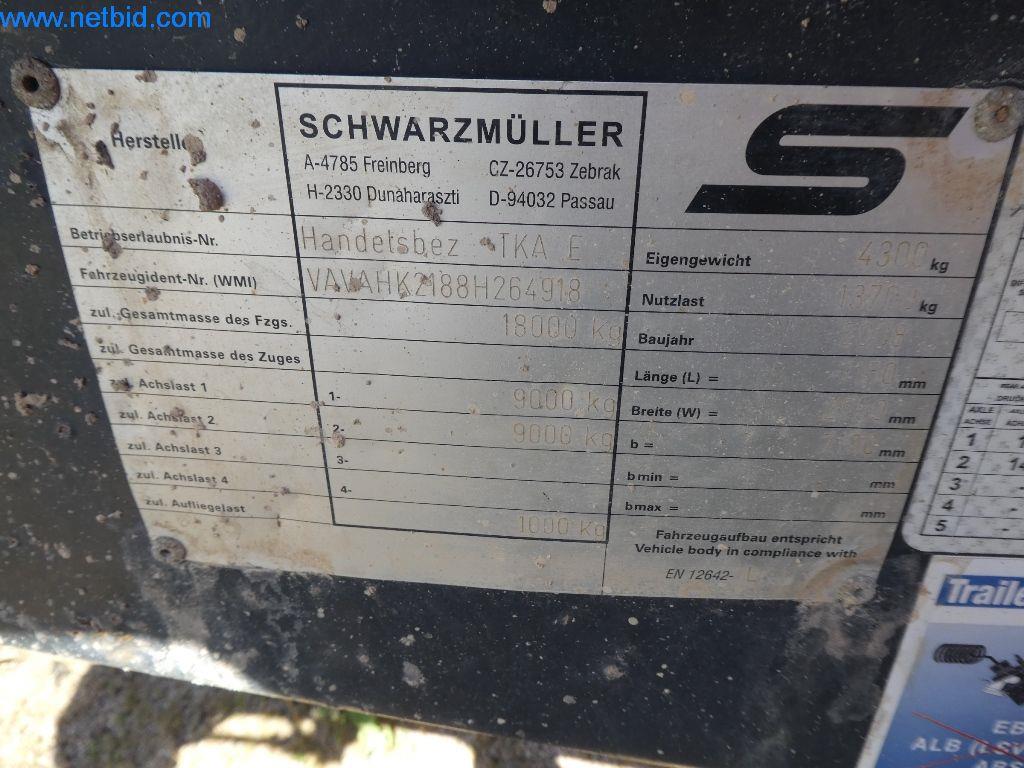 www.netbid.com
Hersteller
SCHWARZMÜLLER
A-4785 Freinberg CZ-26753 Zebrak
H-2330 Dunaharaszti D-94032 Passau
Betriebserlaubnis-Nr. Handelsbez TKA E
Fahrzeugident-Nr. (WMI) VAVAHK2188H264918
zul. Gesamtmasse des Fzgs. 18000 kg
zul. Gesamtmasse des Zuges
zul. Achslast 1 1- 9000 kg
zul. Achslast 2 2- 9000 kg
zul. Achslast 3 3-
zul. Achslast 4 4-
zul. Aufliegelast 1000 kg
S
Eigengewicht 4300 kg
Nutzlast kg
Baujahr
Länge (L) = mm
Breite (W) = mm
b = mm
bmin = mm
bmax = mm
Fahrzeugaufbau entspricht
Vehicle body in compliance with
EN 12642- L
AXLE
ACHSE
1
2
3
4
5